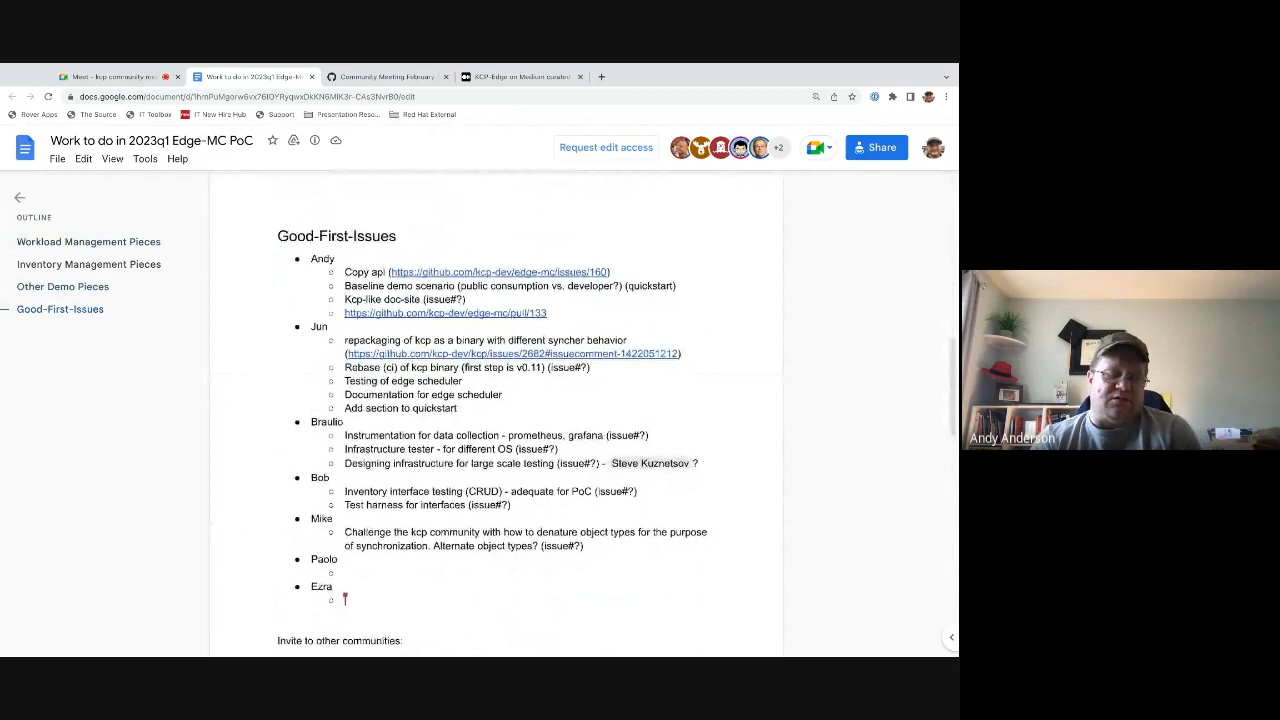 Meet - kcp community me
Work to do in 2023q1 Edge-M
Community Meeting February
KCP-Edge on Medium curated
docs.google.com/document/d/1hmPuMgorw6vx76IOYRyqwxDkKN6MIK3r-CAs3NvrB0/edit
Rover Apps
The Source
IT Toolbox
IT New Hire Hub
Support
Presentation Reso...
Red Hat External
Work to do in 2023q1 Edge-MC PoC
File Edit View Tools Help
Request edit access
+2
Share
OUTLINE
Workload Management Pieces
Inventory Management Pieces
Other Demo Pieces
Good-First-Issues
Good-First-Issues
Andy
Copy api (https://github.com/kcp-dev/edge-mc/issues/160)
Baseline demo scenario (public consumption vs. developer?) (quickstart)
Kcp-like doc-site (issue#?)
https://github.com/kcp-dev/edge-mc/pull/133
Jun
repackaging of kcp as a binary with different syncher behavior
(https://github.com/kcp-dev/kcp/issues/2682#issuecomment-1422051212)
Rebase (ci) of kcp binary (first step is v0.11) (issue#?)
Testing of edge scheduler
Documentation for edge scheduler
Add section to quickstart
Braulio
Instrumentation for data collection - prometheus, grafana (issue#?)
Infrastructure tester - for different OS (issue#?)
Designing infrastructure for large scale testing (issue#?) - Steve Kuznetsov ?
Bob
Inventory interface testing (CRUD) - adequate for PoC (issue#?)
Test harness for interfaces (issue#?)
Mike
Challenge the kcp community with how to denature object types for the purpose
of synchronization. Alternate object types? (issue#?)
Paolo
Ezra
Invite to other communities:
Andy Anderson